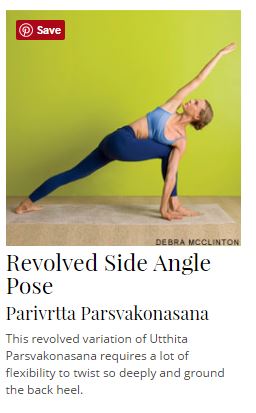 Save
DEBRA MCCLINTON
Revolved Side Angle
Pose
Parivrtta Parsvakonasana
This revolved variation of Utthita
Parsvakonasana requires a lot of
flexibility to twist so deeply and ground
the back heel.